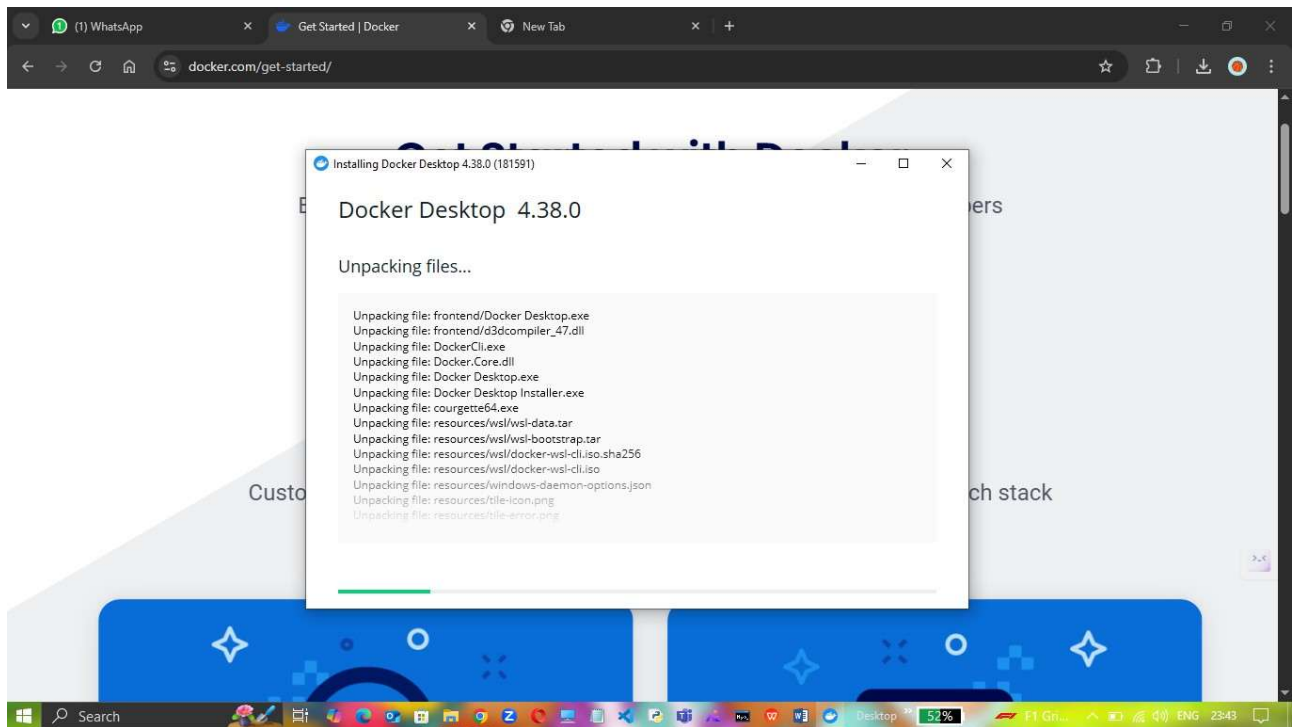 (1) WhatsApp
Get Started | Docker
New Tab
docker.com/get-started/
Installing Docker Desktop 4.38.0 (181591)
Docker Desktop 4.38.0
ers
Unpacking files...
Unpacking file: frontend/Docker Desktop.exe
Unpacking file: frontend/d3dcompiler_47.dll
Unpacking file: DockerCli.exe
Unpacking file: Docker.Core.dll
Unpacking file: Docker Desktop.exe
Unpacking file: Docker Desktop Installer.exe
Unpacking file: courgette64.exe
Unpacking file: resources/wsl/wsl-data.tar
Unpacking file: resources/wsl/wsl-bootstrap.tar
Unpacking file: resources/wsl/docker-wsl-cli.iso.sha256
Unpacking file: resources/wsl/docker-wsl-cli.iso
Unpacking file: resources/windows-daemon-options.json
Unpacking file: resources/tile-icon.png
Unpacking file: resources/tile-error.png
Custo
ch stack
Search
Desktop
52%
F1 Gri...
ENG
23:43